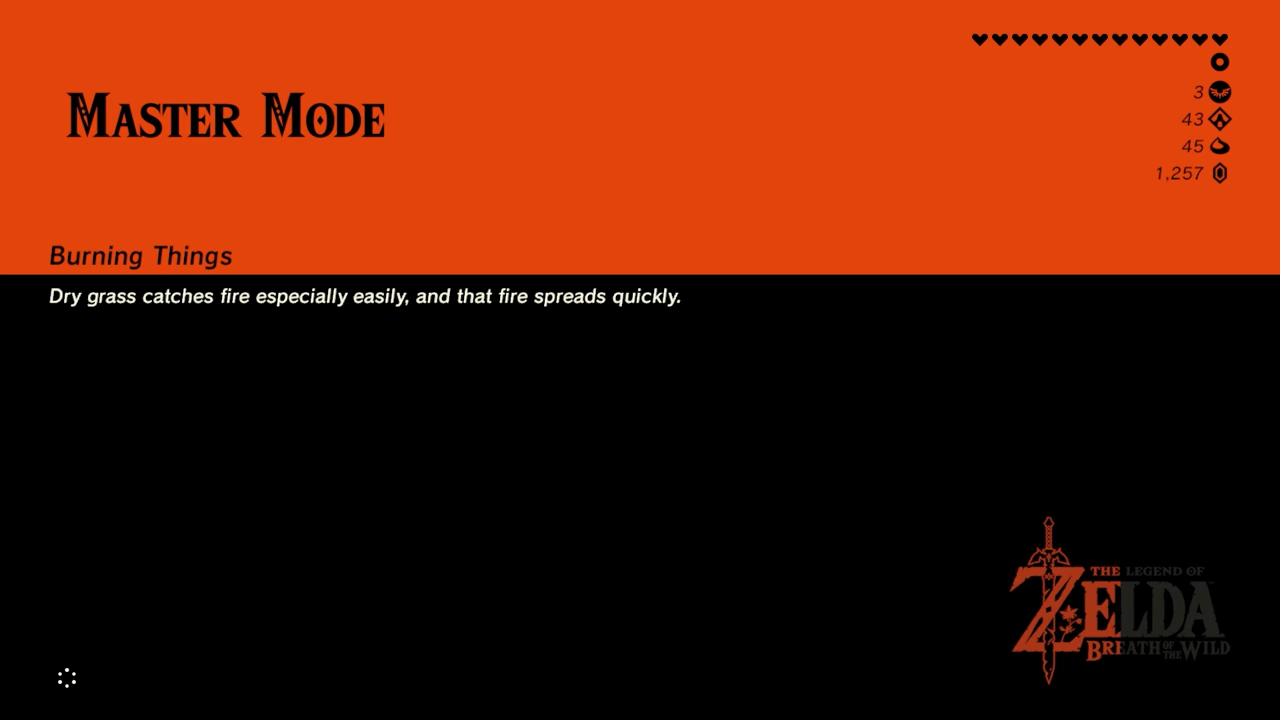 Master Mode
3
43
45
1,257
Burning Things
Dry grass catches fire especially easily, and that fire spreads quickly.
THE LEGEND OF
ZELDA
BREATH OF THE WILD